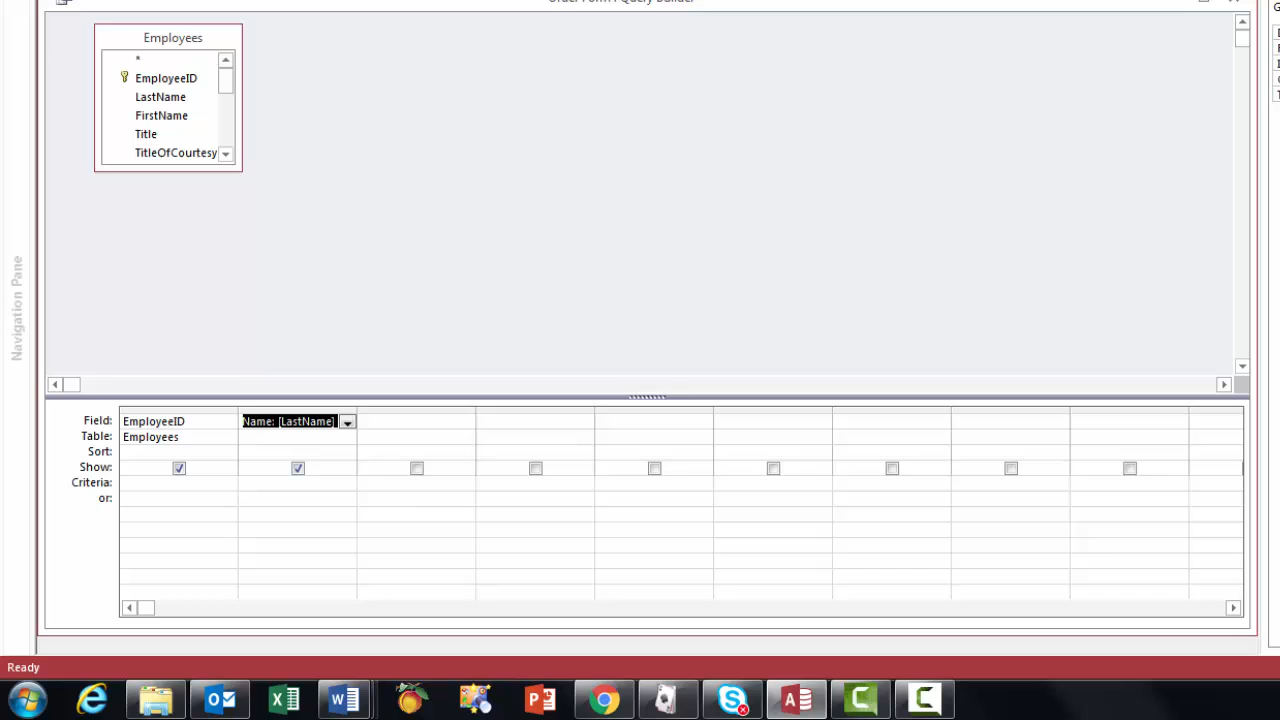 Employees
*
EmployeeID
LastName
FirstName
Title
TitleOfCourtesy
Navigation Pane
Field: EmployeeID Name: [LastName]
Table: Employees
Sort:
Show:
Criteria:
or:
Ready